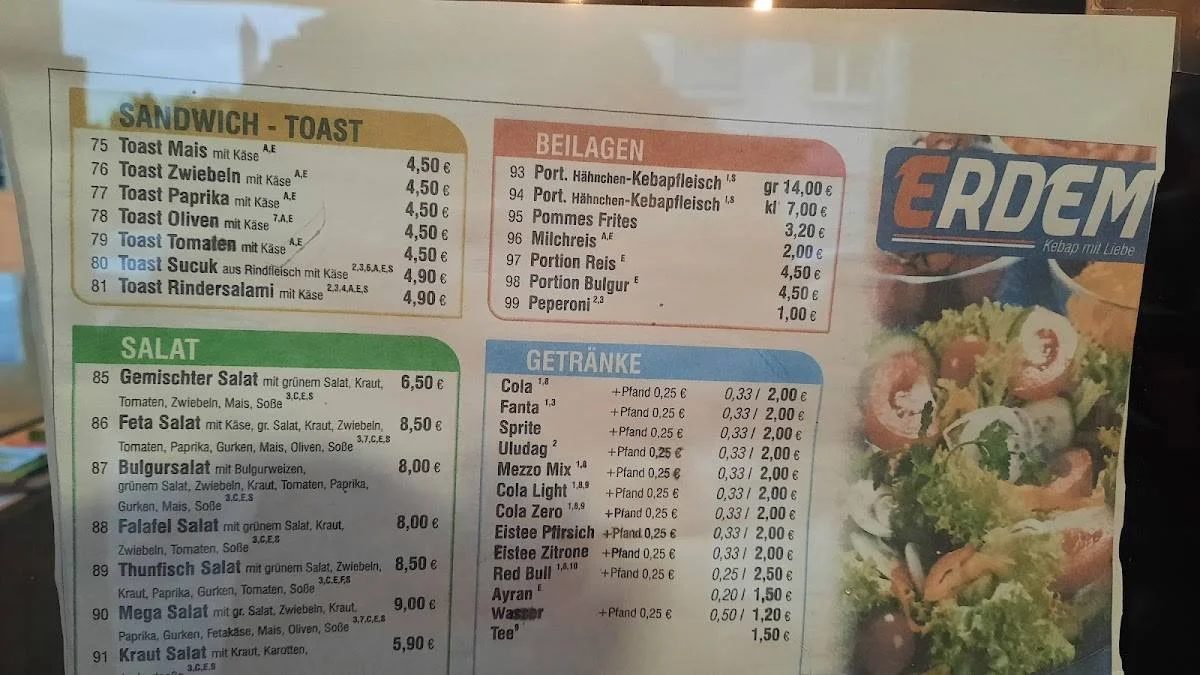 SANDWICH - TOAST
75 Toast Mais mit Käse A,E 4,50 €
76 Toast Zwiebeln mit Käse A,E 4,50 €
77 Toast Paprika mit Käse A,E 4,50 €
78 Toast Oliven mit Käse 7,A,E 4,50 €
79 Toast Tomaten mit Käse A,E 4,50 €
80 Toast Sucuk aus Rindfleisch mit Käse 2,3,6,A,E,S 4,90 €
81 Toast Rindersalami mit Käse 2,3,4,A,E,S 4,90 €
SALAT
85 Gemischter Salat mit grünem Salat, Kraut, 6,50 €
Tomaten, Zwiebeln, Mais, Soße 3,C,E,S
86 Feta Salat mit Käse, gr. Salat, Kraut, Zwiebeln, 8,50 €
Tomaten, Paprika, Gurken, Mais, Oliven, Soße 3,7,C,E,S
87 Bulgursalat mit Bulgurweizen, 8,00 €
grünem Salat, Zwiebeln, Kraut, Tomaten, Paprika,
Gurken, Mais, Soße 3,C,E,S
88 Falafel Salat mit grünem Salat, Kraut, 8,00 €
Zwiebeln, Tomaten, Soße 3,C,E,S
89 Thunfisch Salat mit grünem Salat, Zwiebeln, 8,50 €
Kraut, Paprika, Gurken, Tomaten, Soße 3,C,E,F,S
90 Mega Salat mit gr. Salat, Zwiebeln, Kraut, 9,00 €
Paprika, Gurken, Fetakäse, Mais, Oliven, Soße 3,7,C,E,S
91 Kraut Salat mit Kraut, Karotten, 5,90 €
3,C,E,S
BEILAGEN
93 Port. Hähnchen-Kebapfleisch 1,S gr 14,00 €
94 Port. Hähnchen-Kebapfleisch 1,S kl 7,00 €
95 Pommes Frites 3,20 €
96 Milchreis A,E 2,00 €
97 Portion Reis E 4,50 €
98 Portion Bulgur E 4,50 €
99 Peperoni 2,3 1,00 €
GETRÄNKE
Cola 1,8 +Pfand 0,25 € 0,33 / 2,00 €
Fanta 1,3 +Pfand 0,25 € 0,33 / 2,00 €
Sprite +Pfand 0,25 € 0,33 / 2,00 €
Uludag 2 +Pfand 0,25 € 0,33 / 2,00 €
Mezzo Mix 1,8 +Pfand 0,25 € 0,33 / 2,00 €
Cola Light 1,8,9 +Pfand 0,25 € 0,33 / 2,00 €
Cola Zero 1,8,9 +Pfand 0,25 € 0,33 / 2,00 €
Eistee Pfirsich +Pfand 0,25 € 0,33 / 2,00 €
Eistee Zitrone +Pfand 0,25 € 0,33 / 2,00 €
Red Bull 1,8,10 +Pfand 0,25 € 0,25 / 2,50 €
Ayran E 0,20 / 1,50 €
Wasser +Pfand 0,25 € 0,50 / 1,20 €
Tee 9 1,50 €
ERDEM
Kebap mit Liebe